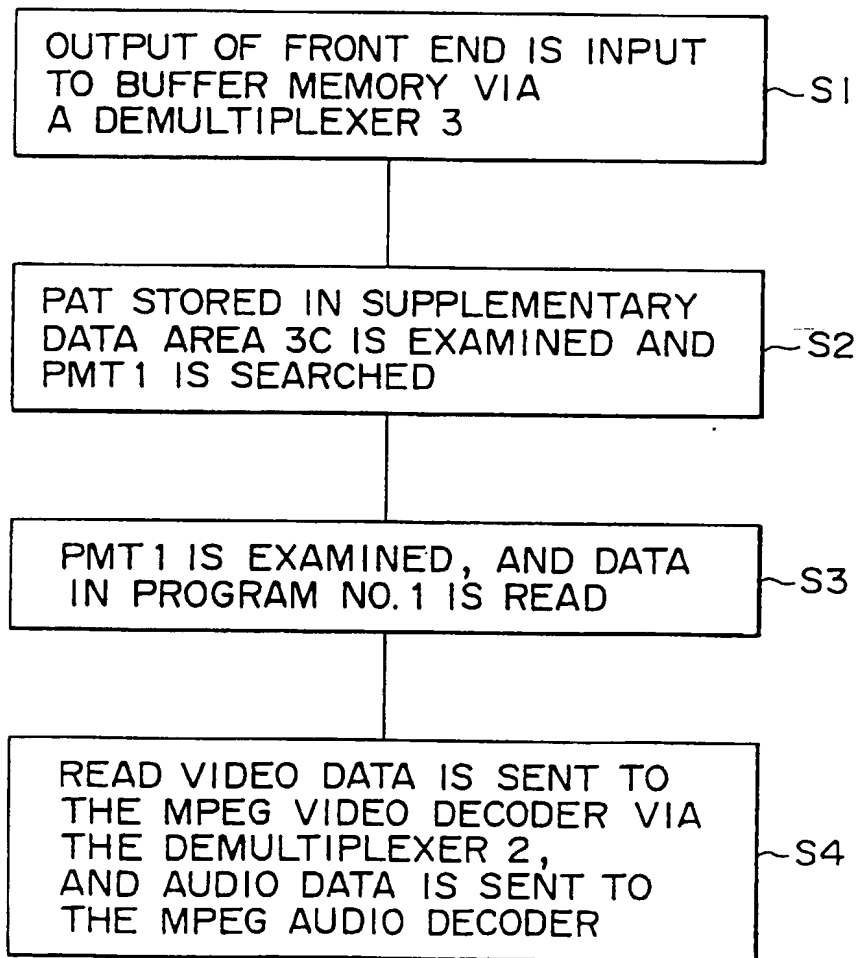 OUTPUT OF FRONT END IS INPUT
TO BUFFER MEMORY VIA
A DEMULTIPLEXER 3
S1
PAT STORED IN SUPPLEMENTARY
DATA AREA 3C IS EXAMINED AND
PMT1 IS SEARCHED
S2
PMT1 IS EXAMINED, AND DATA
IN PROGRAM NO.1 IS READ
S3
READ VIDEO DATA IS SENT TO
THE MPEG VIDEO DECODER VIA
THE DEMULTIPLEXER 2,
AND AUDIO DATA IS SENT TO
THE MPEG AUDIO DECODER
S4